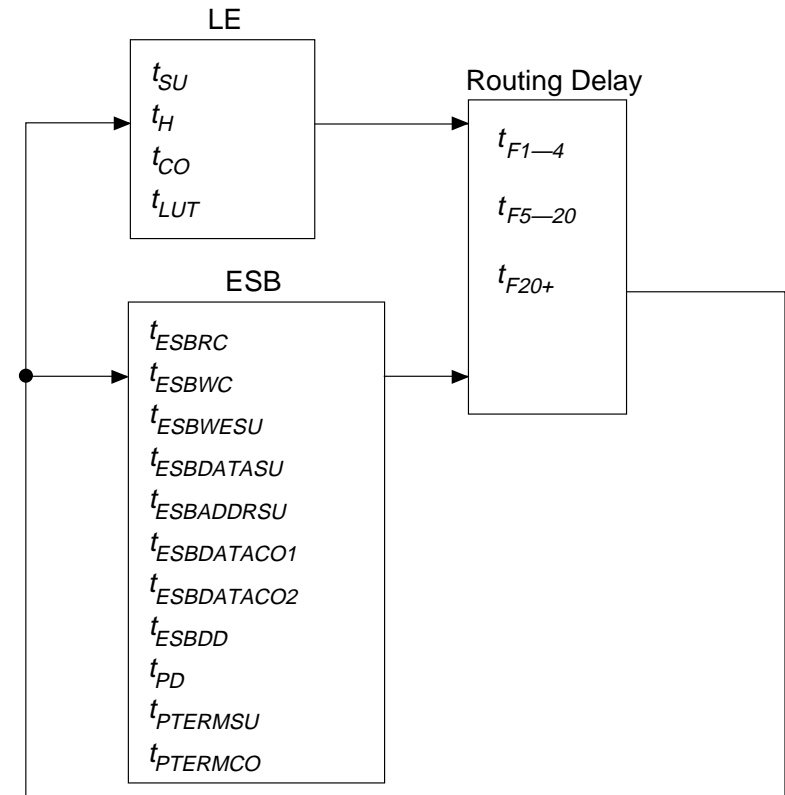 LE
tSU
tH
tCO
tLUT
Routing Delay
tF1—4
tF5—20
tF20+
ESB
tESBRC
tESBWC
tESBWESU
tESBDATASU
tESBADDRSU
tESBDATACO1
tESBDATACO2
tESBDD
tPD
tPTERMSU
tPTERMCO